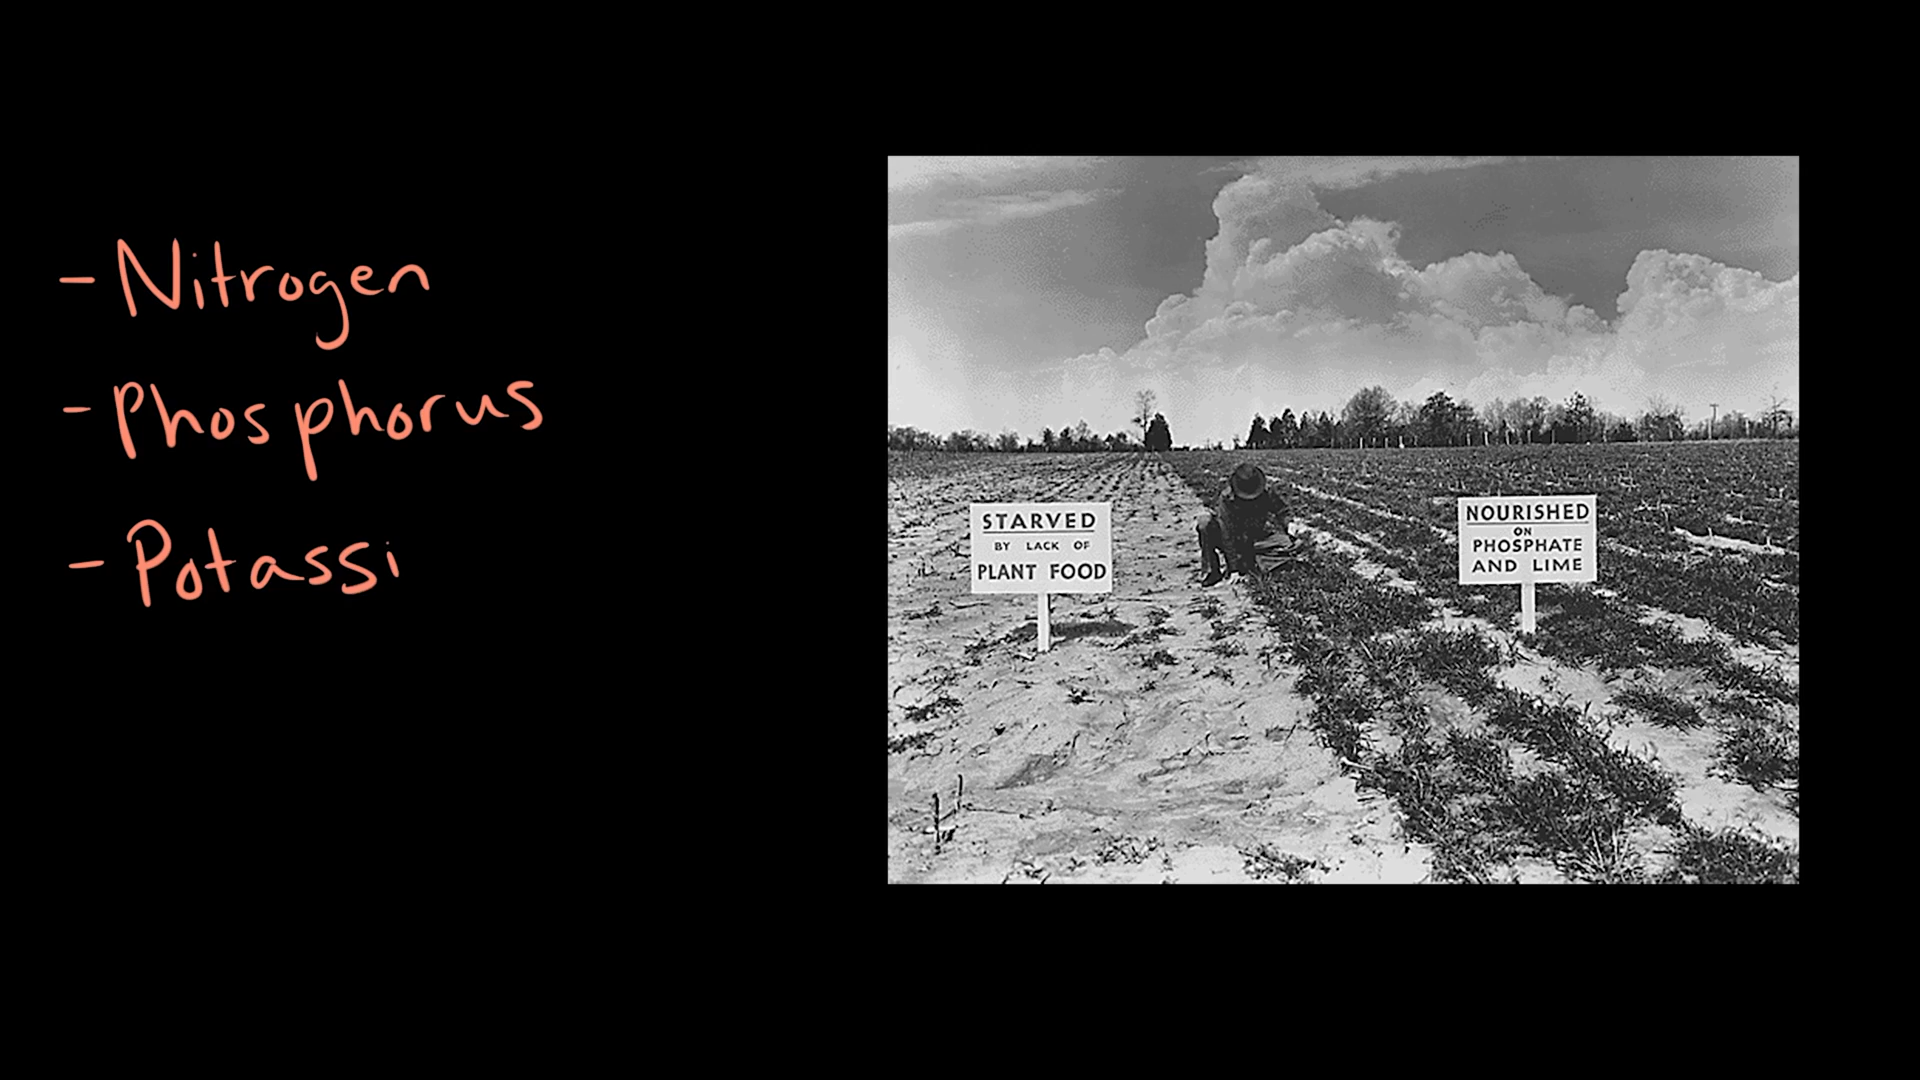 - Nitrogen
- Phosphorus
- Potassi
STARVED
BY LACK OF
PLANT FOOD
NOURISHED
ON
PHOSPHATE
AND LIME